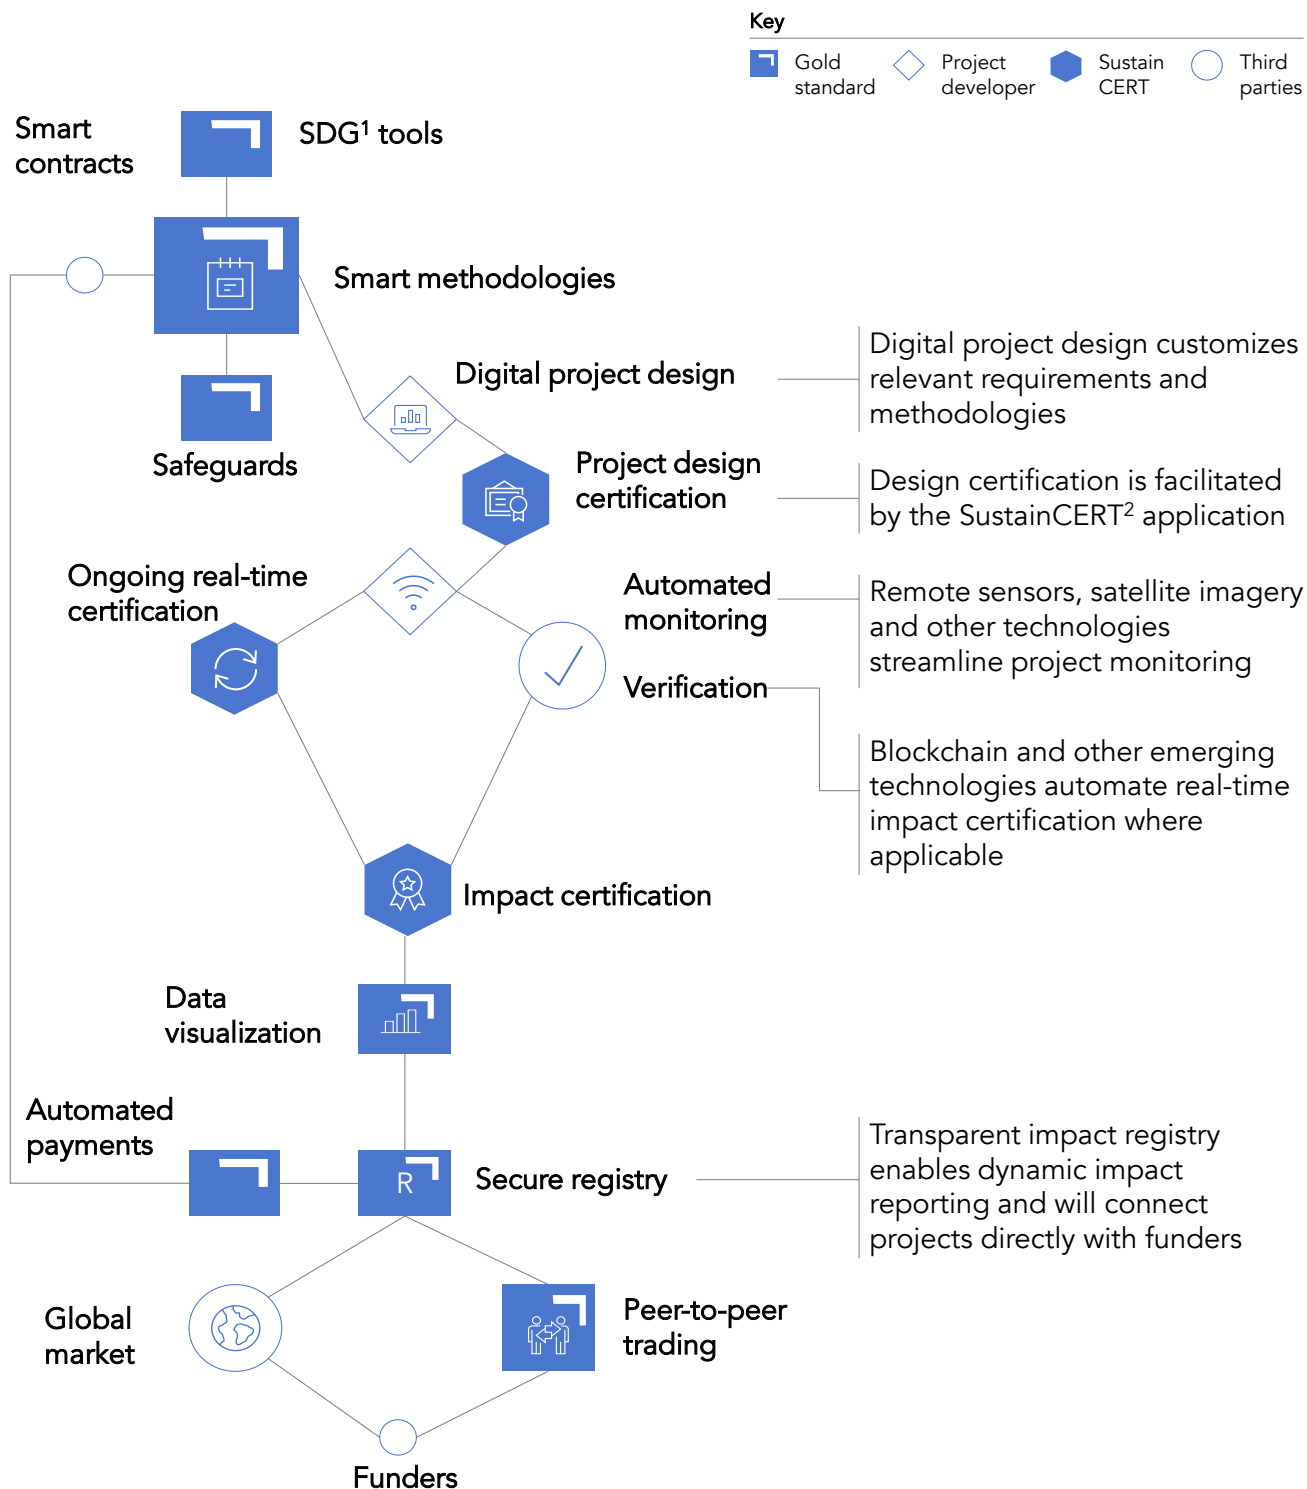 Key
Gold
standard
Project
developer
Sustain
CERT
Third
parties
Smart
contracts
SDG¹ tools
Smart methodologies
Digital project design
Digital project design customizes
relevant requirements and
methodologies
Safeguards
Project design
certification
Design certification is facilitated
by the SustainCERT² application
Ongoing real-time
certification
Automated
monitoring
Remote sensors, satellite imagery
and other technologies
streamline project monitoring
Verification
Blockchain and other emerging
technologies automate real-time
impact certification where
applicable
Impact certification
Data
visualization
Automated
payments
R
Secure registry
Transparent impact registry
enables dynamic impact
reporting and will connect
projects directly with funders
Global
market
Peer-to-peer
trading
Funders